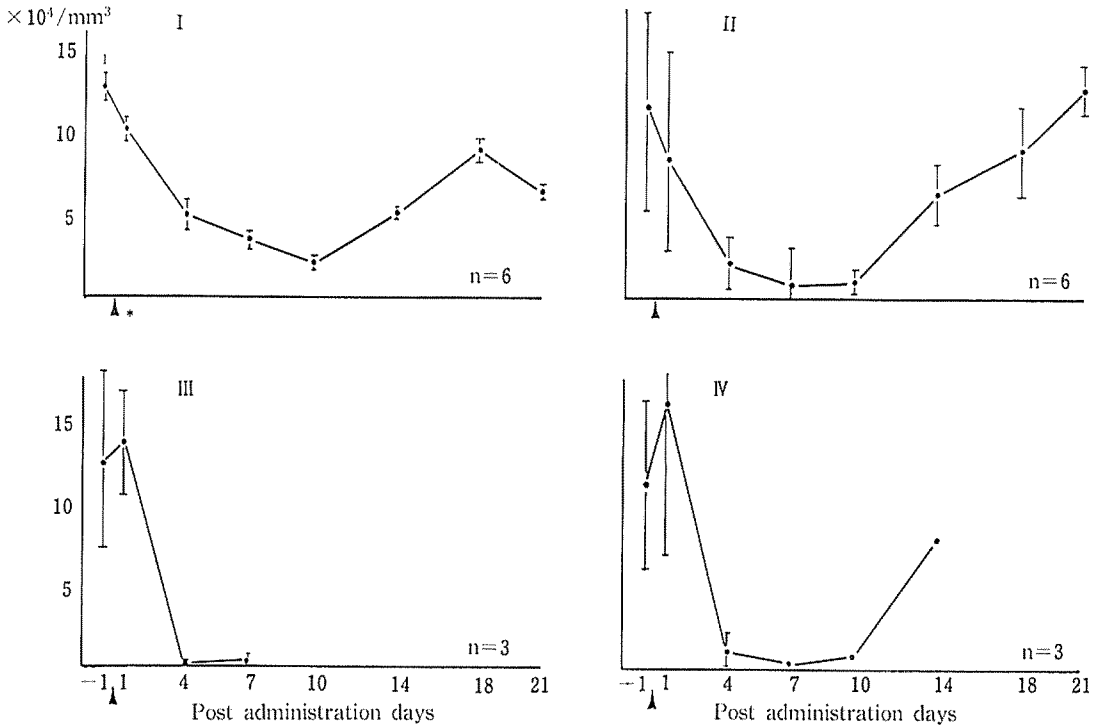 ×10⁴/mm³
I
15
10
5
n=6
*
II
n=6
III
15
10
5
n=3
−1 1 4 7 10 14 18 21
Post administration days
IV
n=3
−1 1 4 7 10 14 18 21
Post administration days